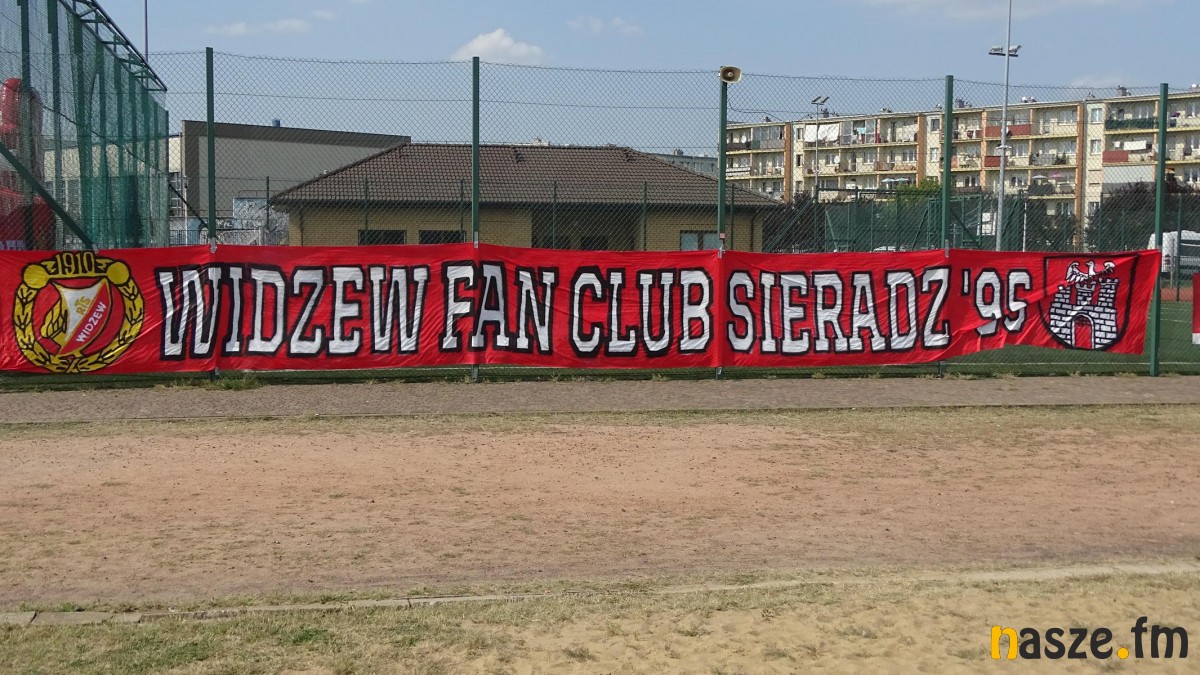 1910
RTS
WIDZEW
WIDZEW FAN CLUB SIERADZ '95
nasze.fm